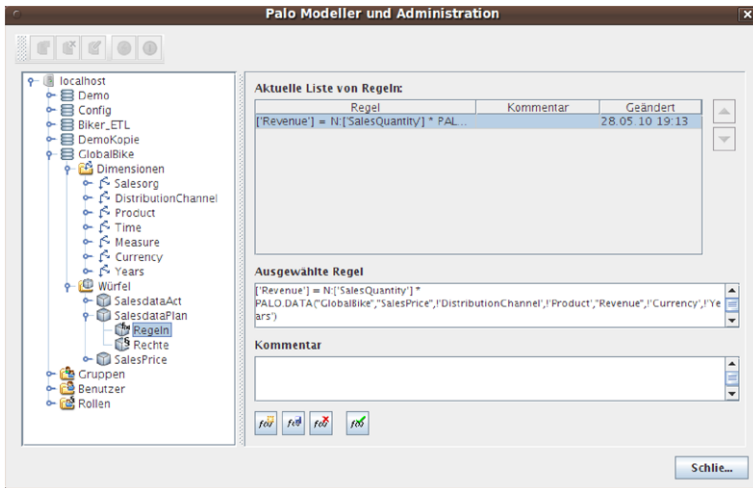 Palo Modeller und Administration
localhost
Demo
Config
Biker_ETL
DemoKopie
GlobalBike
Dimensionen
Salesorg
DistributionChannel
Product
Time
Measure
Currency
Years
Würfel
SalesdataAct
SalesdataPlan
Regeln
Rechte
SalesPrice
Gruppen
Benutzer
Rollen
Aktuelle Liste von Regeln:
Regel Kommentar Geändert
['Revenue'] = N:['SalesQuantity'] * PAL... 28.05.10 19:13
Ausgewählte Regel
['Revenue'] = N:['SalesQuantity'] *
PALO.DATA("GlobalBike","SalesPrice",!'DistributionChannel',!'Product',"Revenue",!'Currency',!'Ye
ars')
Kommentar
Schlie...